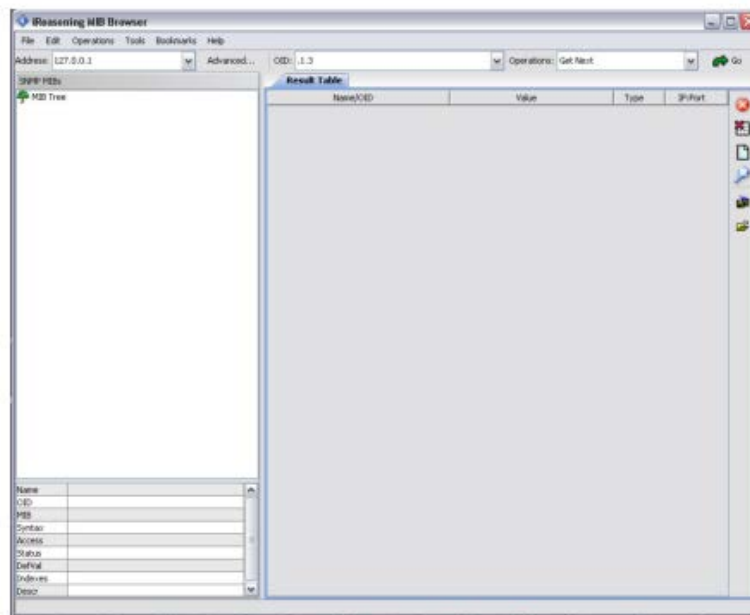 iReasoning MIB Browser
File Edit Operations Tools Bookmarks Help
Address: 127.0.0.1 Advanced... OID: .1.3 Operations: Get Next Go
SNMP MIBs
Result Table
MIB Tree
Name/OID Value Type IP:Port
Name
OID
MIB
Syntax
Access
Status
DefVal
Indexes
Descr